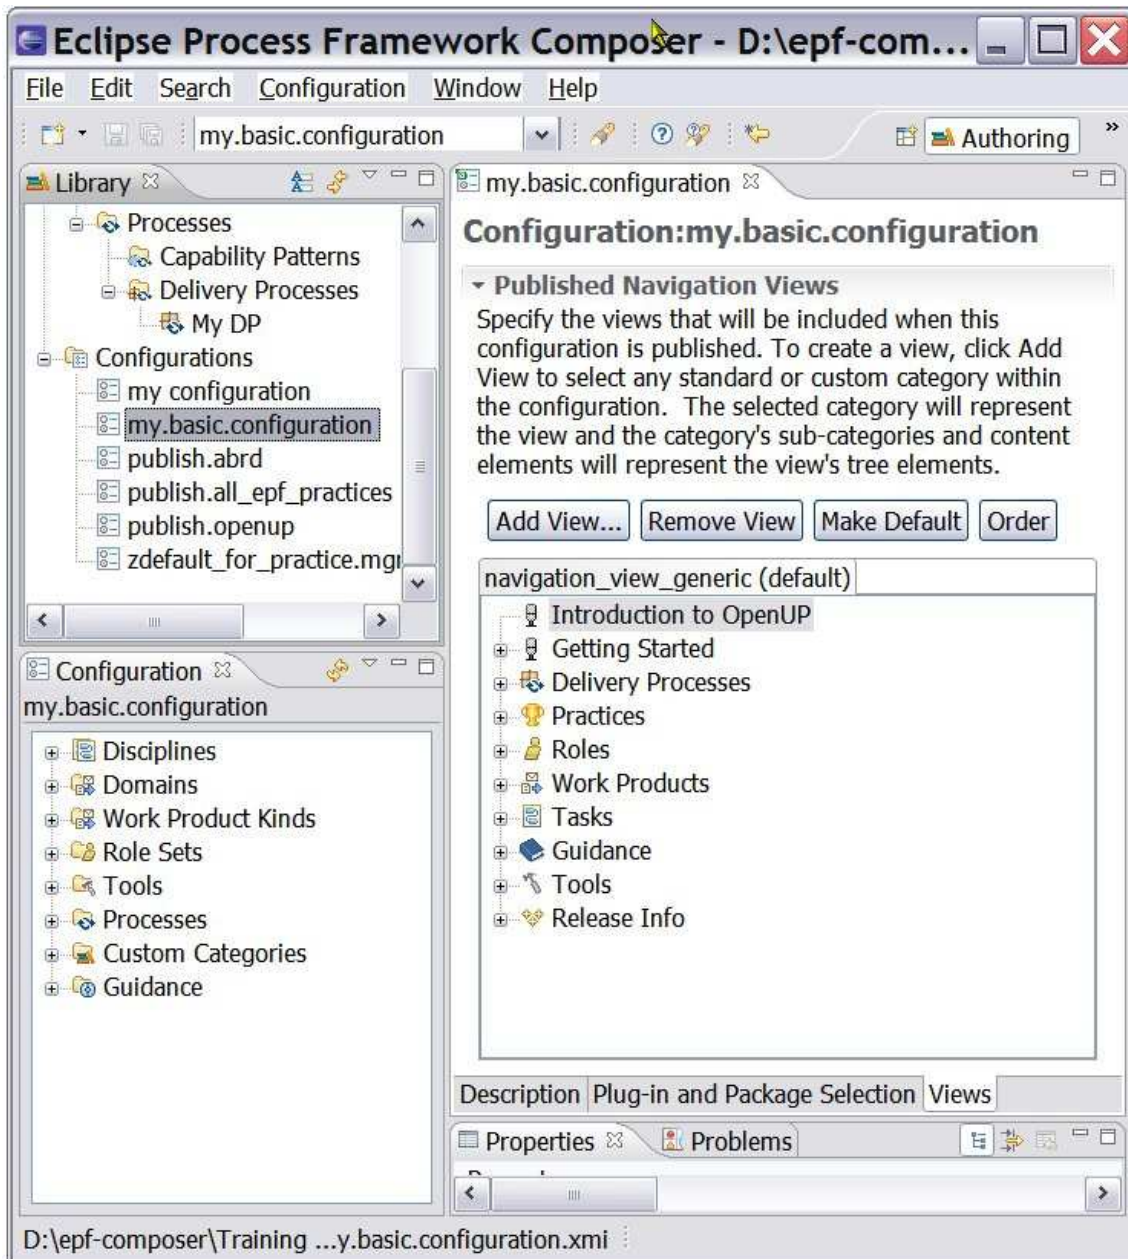 Eclipse Process Framework Composer - D:\epf-com...
File Edit Search Configuration Window Help
my.basic.configuration
Authoring
»
Library
Processes
Capability Patterns
Delivery Processes
My DP
Configurations
my configuration
my.basic.configuration
publish.abrd
publish.all_epf_practices
publish.openup
zdefault_for_practice.mgr
Configuration
my.basic.configuration
Disciplines
Domains
Work Product Kinds
Role Sets
Tools
Processes
Custom Categories
Guidance
my.basic.configuration
Configuration:my.basic.configuration
Published Navigation Views
Specify the views that will be included when this
configuration is published. To create a view, click Add
View to select any standard or custom category within
the configuration.  The selected category will represent
the view and the category's sub-categories and content
elements will represent the view's tree elements.
Add View... Remove View Make Default Order
navigation_view_generic (default)
Introduction to OpenUP
Getting Started
Delivery Processes
Practices
Roles
Work Products
Tasks
Guidance
Tools
Release Info
Description Plug-in and Package Selection Views
Properties Problems
D:\epf-composer\Training ...y.basic.configuration.xmi